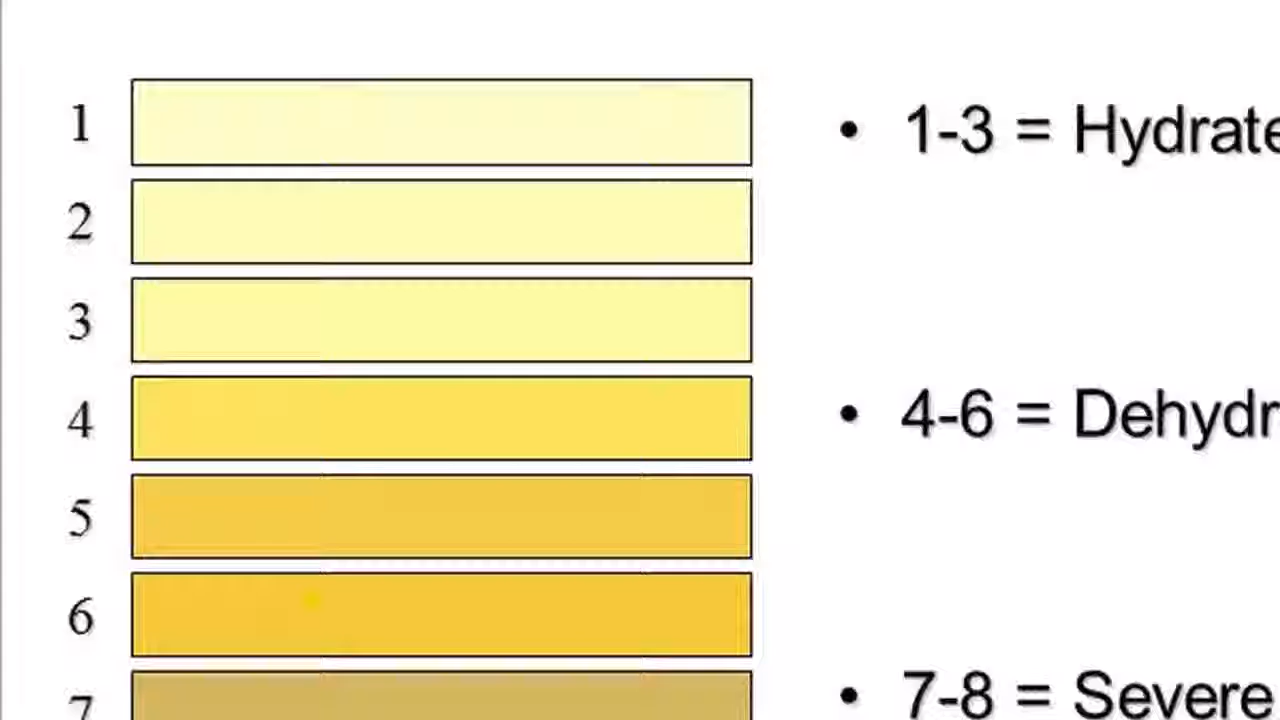 1
• 1-3 = Hydrate
2
3
4
• 4-6 = Dehydr
5
6
7
• 7-8 = Severe